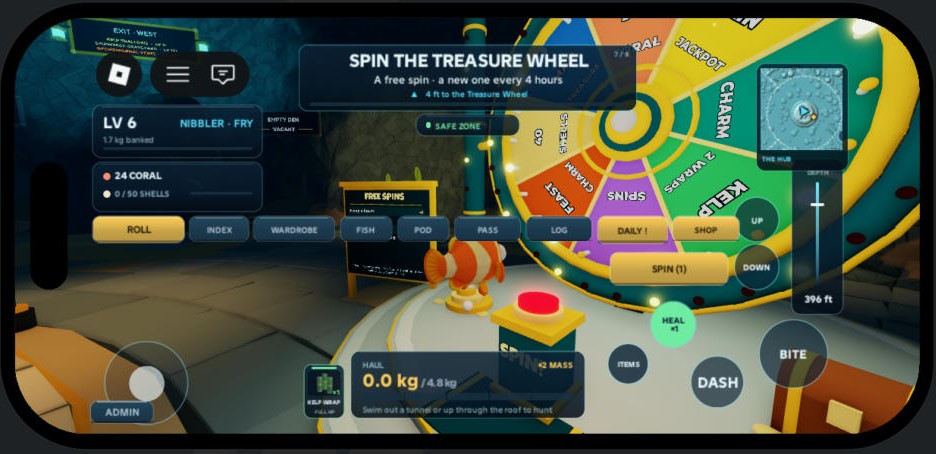 EXIT · WEST
SPIN THE TREASURE WHEEL
7/8
A free spin · a new one every 4 hours
▲ 4 ft to the Treasure Wheel
LV 6
NIBBLER · FRY
1.7 kg banked
EMPTY DEN
VACANT
SAFE ZONE
24 CORAL
0 / 50 SHELLS
THE HUB
DEPTH
JACKPOT
CHARM
2 WRAPS
KELP
SPINS
CHARM
FEAST
FREE SPINS
ROLL
INDEX
WARDROBE
FISH
POD
PASS
LOG
DAILY !
SHOP
UP
SPIN (1)
DOWN
396 ft
HEAL
×1
SPIN!
ITEMS
DASH
BITE
HAUL
×2 MASS
0.0 kg / 4.8 kg
Swim out a tunnel or up through the roof to hunt
×1
KELP WRAP
ADMIN